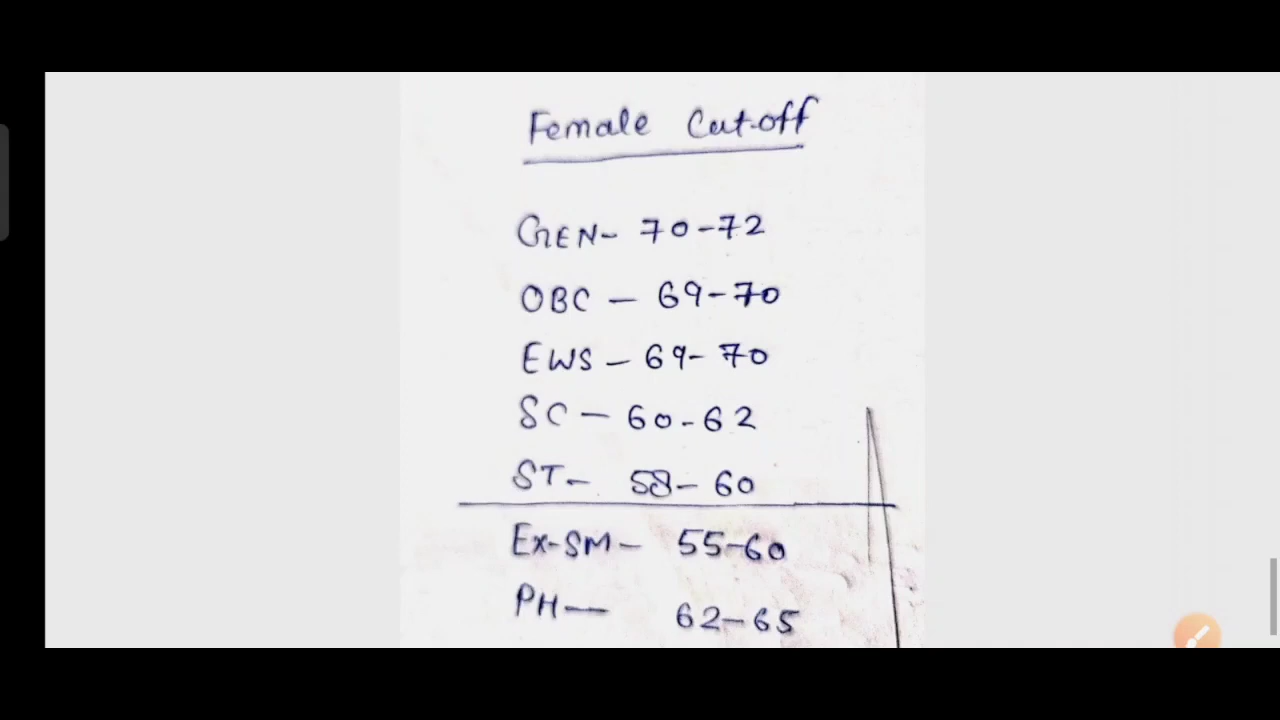 Female Cut-off
GEN- 70-72
OBC - 69-70
EWS - 69-70
SC - 60-62
ST- 58- 60
Ex-SM- 55-60
PH- 62-65